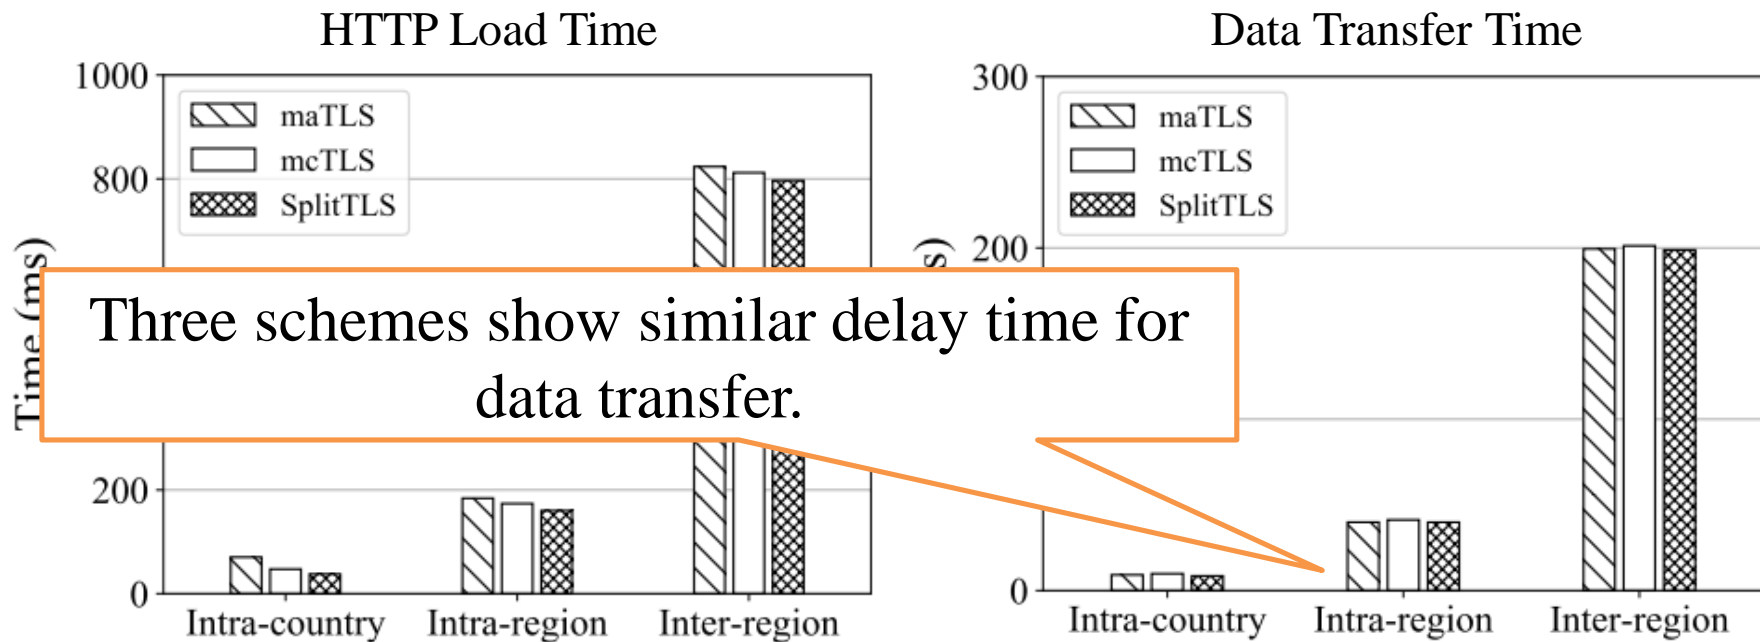 HTTP Load Time
1000
maTLS
mcTLS
SplitTLS
800
Time (ms)
200
0
Intra-country
Intra-region
Inter-region
Data Transfer Time
300
maTLS
mcTLS
SplitTLS
200
0
Intra-country
Intra-region
Inter-region
Three schemes show similar delay time for
data transfer.